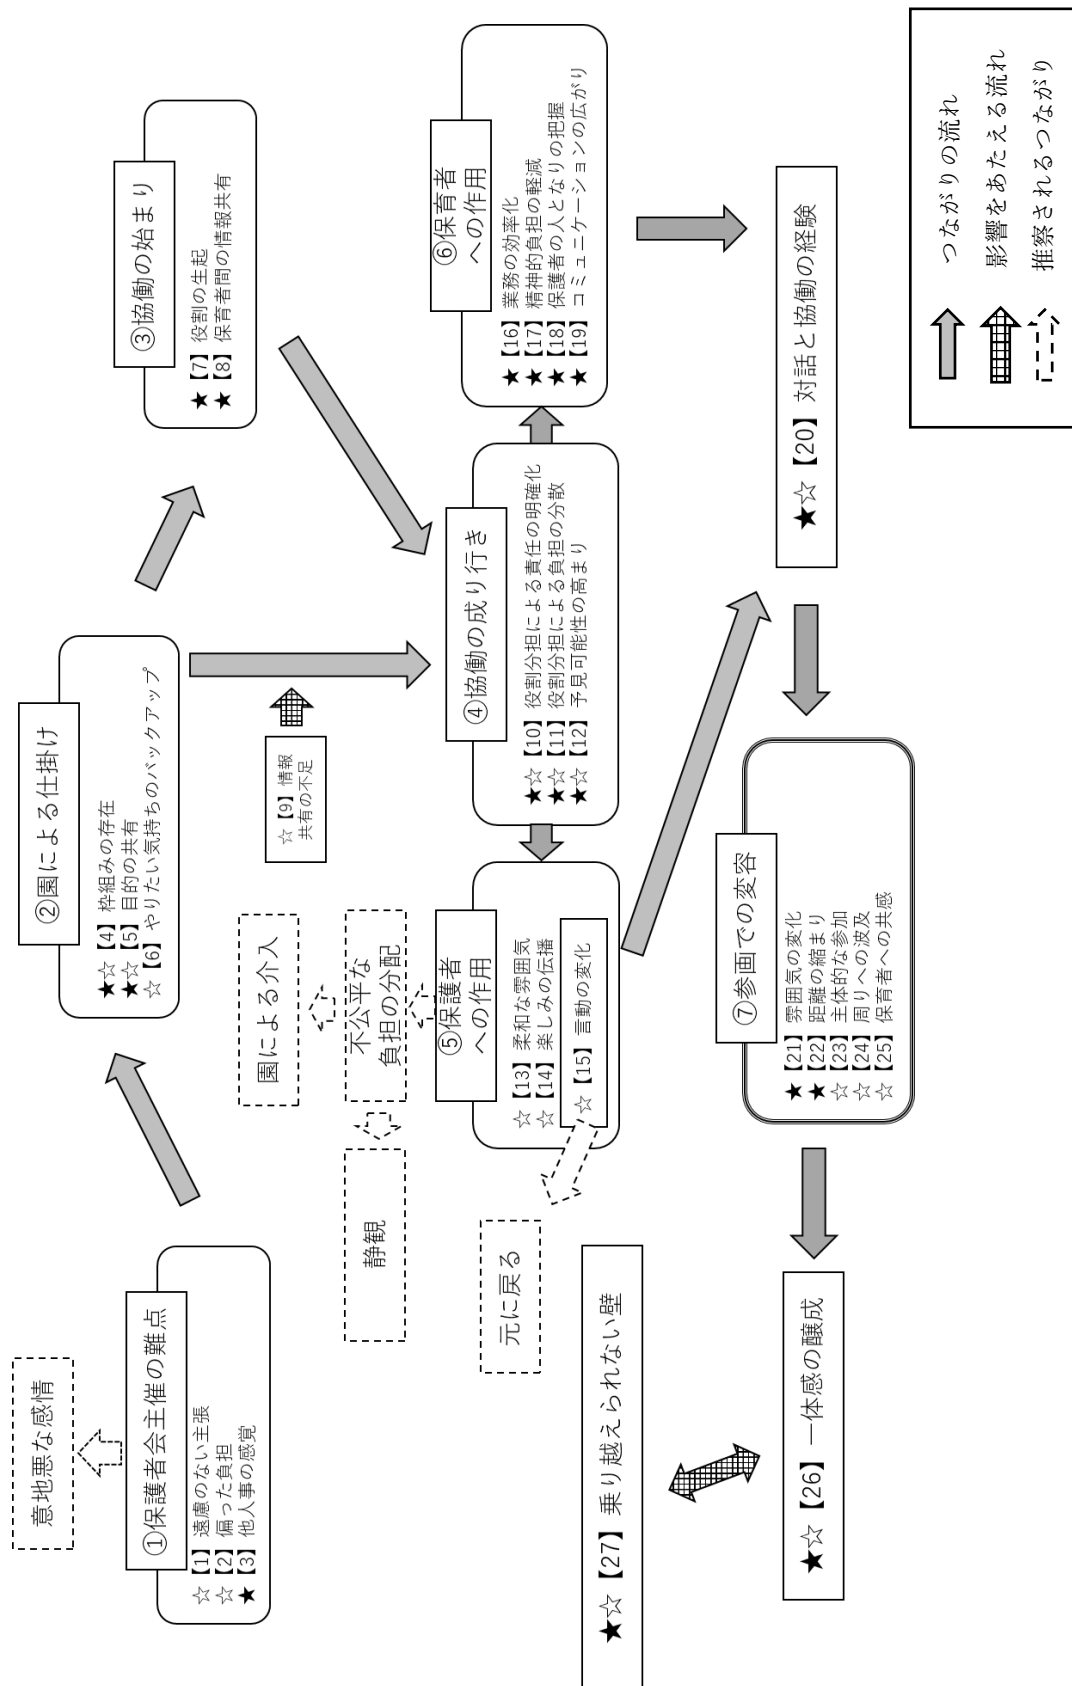 意地悪な感情
①保護者会主催の難点
☆【1】遠慮のない主張
☆【2】偏った負担
★【3】他人事の感覚
②園による仕掛け
★☆【4】枠組みの存在
★☆【5】目的の共有
☆【6】やりたい気持ちのバックアップ
③協働の始まり
★【7】役割の生起
★【8】保育者間の情報共有
☆【9】情報
共有の不足
園による介入
不公平な
負担の分配
静観
元に戻る
④協働の成り行き
★☆【10】役割分担による責任の明確化
★☆【11】役割分担による負担の分散
★☆【12】予見可能性の高まり
⑤保護者
への作用
☆【13】柔和な雰囲気
☆【14】楽しみの伝播
☆【15】言動の変化
⑥保育者
への作用
★【16】業務の効率化
★【17】精神的負担の軽減
★【18】保護者の人となりの把握
★【19】コミュニケーションの広がり
★☆【20】対話と協働の経験
⑦参画での変容
★【21】雰囲気の変化
★【22】距離の縮まり
☆【23】主体的な参加
☆【24】周りへの波及
☆【25】保育者への共感
★☆【26】一体感の醸成
★☆【27】乗り越えられない壁
つながりの流れ
影響をあたえる流れ
推察されるつながり